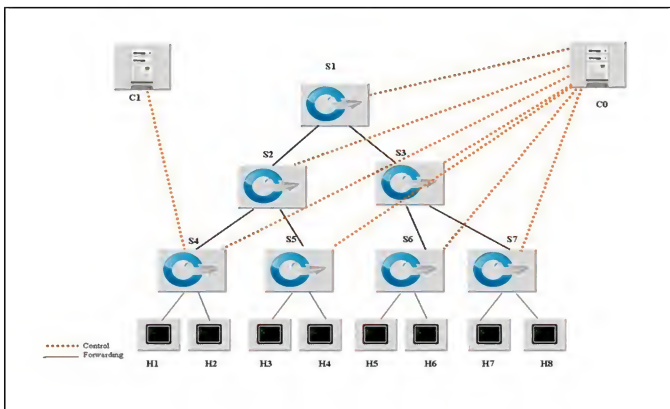 S1
C1
C0
S2
S3
S4
S5
S6
S7
Control
Forwarding
H1
H2
H3
H4
H5
H6
H7
H8